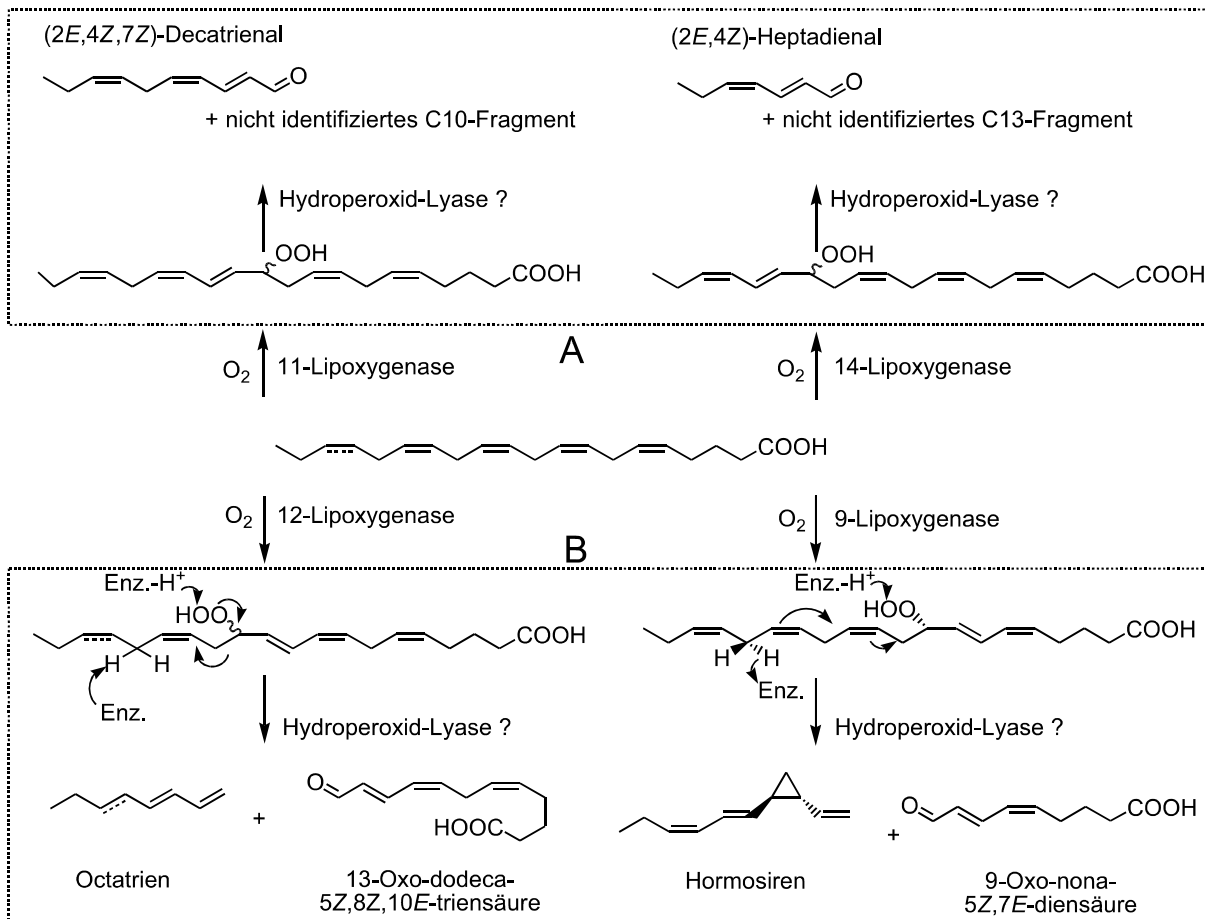 (2E,4Z,7Z)-Decatrienal
(2E,4Z)-Heptadienal
O
O
+ nicht identifiziertes C10-Fragment
+ nicht identifiziertes C13-Fragment
Hydroperoxid-Lyase ?
Hydroperoxid-Lyase ?
OOH
COOH
OOH
COOH
A
O2
11-Lipoxygenase
O2
14-Lipoxygenase
COOH
O2
12-Lipoxygenase
O2
9-Lipoxygenase
B
Enz.-H+
HOO
COOH
H H
Enz.
Enz.-H+
HOO
COOH
H H
Enz.
Hydroperoxid-Lyase ?
Hydroperoxid-Lyase ?
+
O
HOOC
+
O
COOH
Octatrien
13-Oxo-dodeca-
5Z,8Z,10E-triensäure
Hormosiren
9-Oxo-nona-
5Z,7E-diensäure